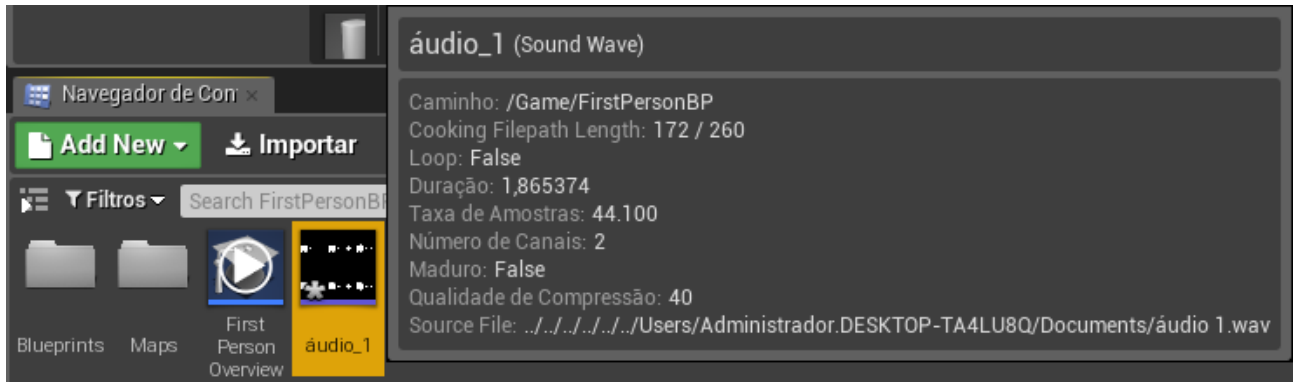 áudio_1 (Sound Wave)
Navegador de Con
Caminho: /Game/FirstPersonBP
Cooking Filepath Length: 172 / 260
Loop: False
Duração: 1,865374
Taxa de Amostras: 44.100
Número de Canais: 2
Maduro: False
Qualidade de Compressão: 40
Source File: ../../../../../../Users/Administrador.DESKTOP-TA4LU8Q/Documents/áudio 1.wav
Add New
Importar
Filtros
Search FirstPersonB
Blueprints
Maps
First
Person
Overview
áudio_1